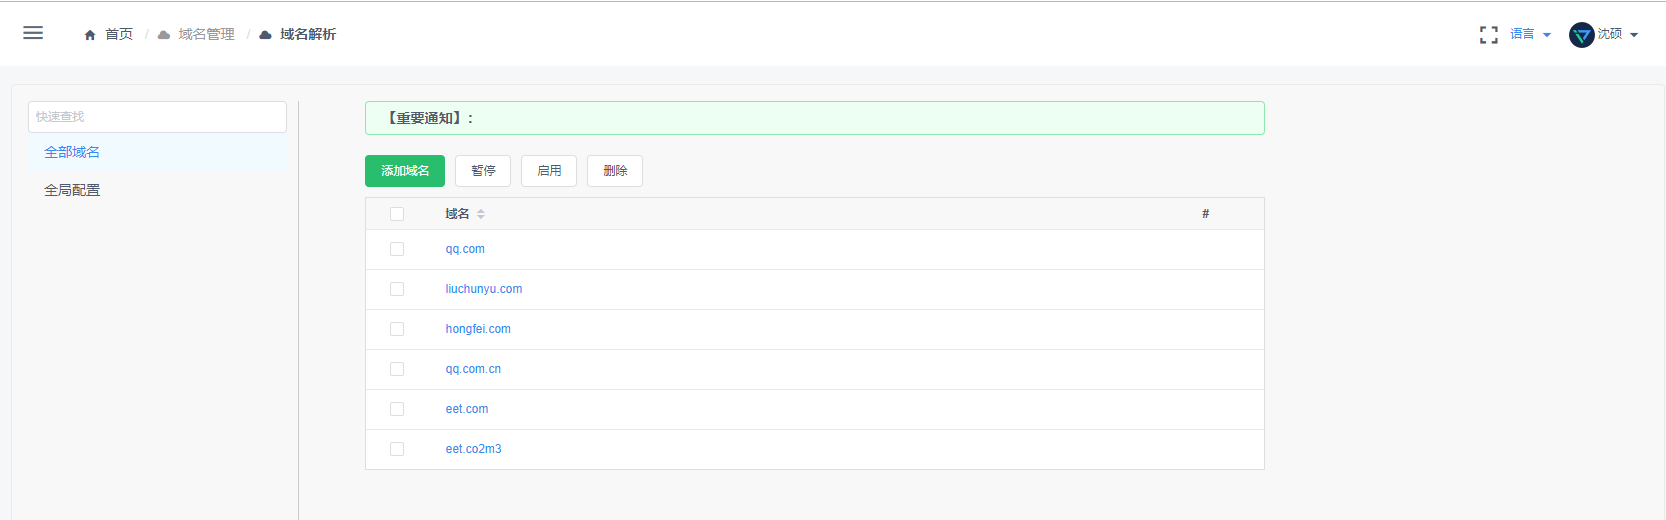 首页 / 域名管理 / 域名解析
语言
沈硕
快速查找
全部域名
全局配置
【重要通知】：
添加域名 暂停 启用 删除
域名 #
qq.com
liuchunyu.com
hongfei.com
qq.com.cn
eet.com
eet.co2m3